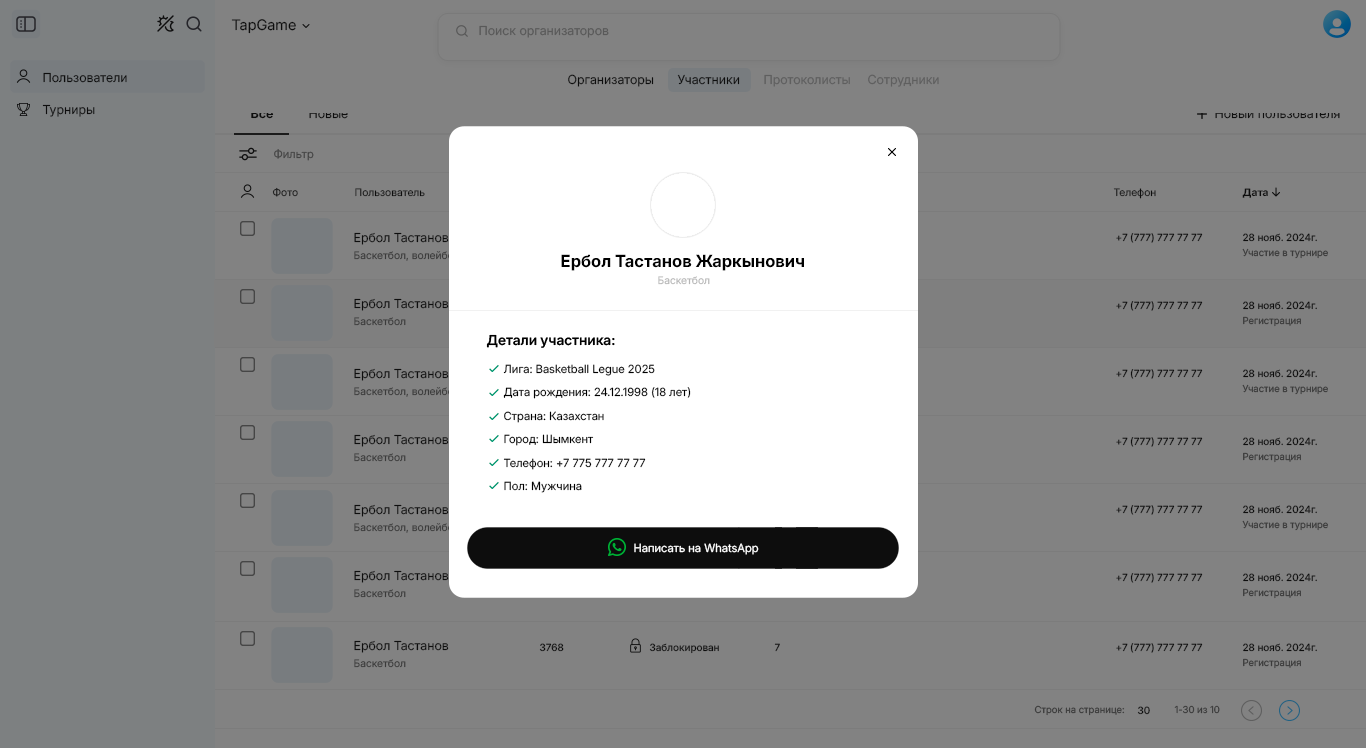 TapGame
Поиск организаторов
Организаторы Участники Протоколисты Сотрудники
Пользователи
Турниры
Все Новые
Новый пользователя
Фильтр
Фото Пользователь Телефон Дата
Ербол Тастанов +7 (777) 777 77 77 28 нояб. 2024г.
Баскетбол, волейб Участие в турнире
Ербол Тастанов +7 (777) 777 77 77 28 нояб. 2024г.
Баскетбол Регистрация
Ербол Тастанов +7 (777) 777 77 77 28 нояб. 2024г.
Баскетбол, волейб Участие в турнире
Ербол Тастанов +7 (777) 777 77 77 28 нояб. 2024г.
Баскетбол Регистрация
Ербол Тастанов +7 (777) 777 77 77 28 нояб. 2024г.
Баскетбол, волейб Участие в турнире
Ербол Тастанов +7 (777) 777 77 77 28 нояб. 2024г.
Баскетбол Регистрация
Ербол Тастанов 3768 Заблокирован 7 +7 (777) 777 77 77 28 нояб. 2024г.
Баскетбол Регистрация
Строк на странице: 30 1-30 из 10
Ербол Тастанов Жаркынович
Баскетбол
Детали участника:
Лига: Basketball Legue 2025
Дата рождения: 24.12.1998 (18 лет)
Страна: Казахстан
Город: Шымкент
Телефон: +7 775 777 77 77
Пол: Мужчина
Написать на WhatsApp